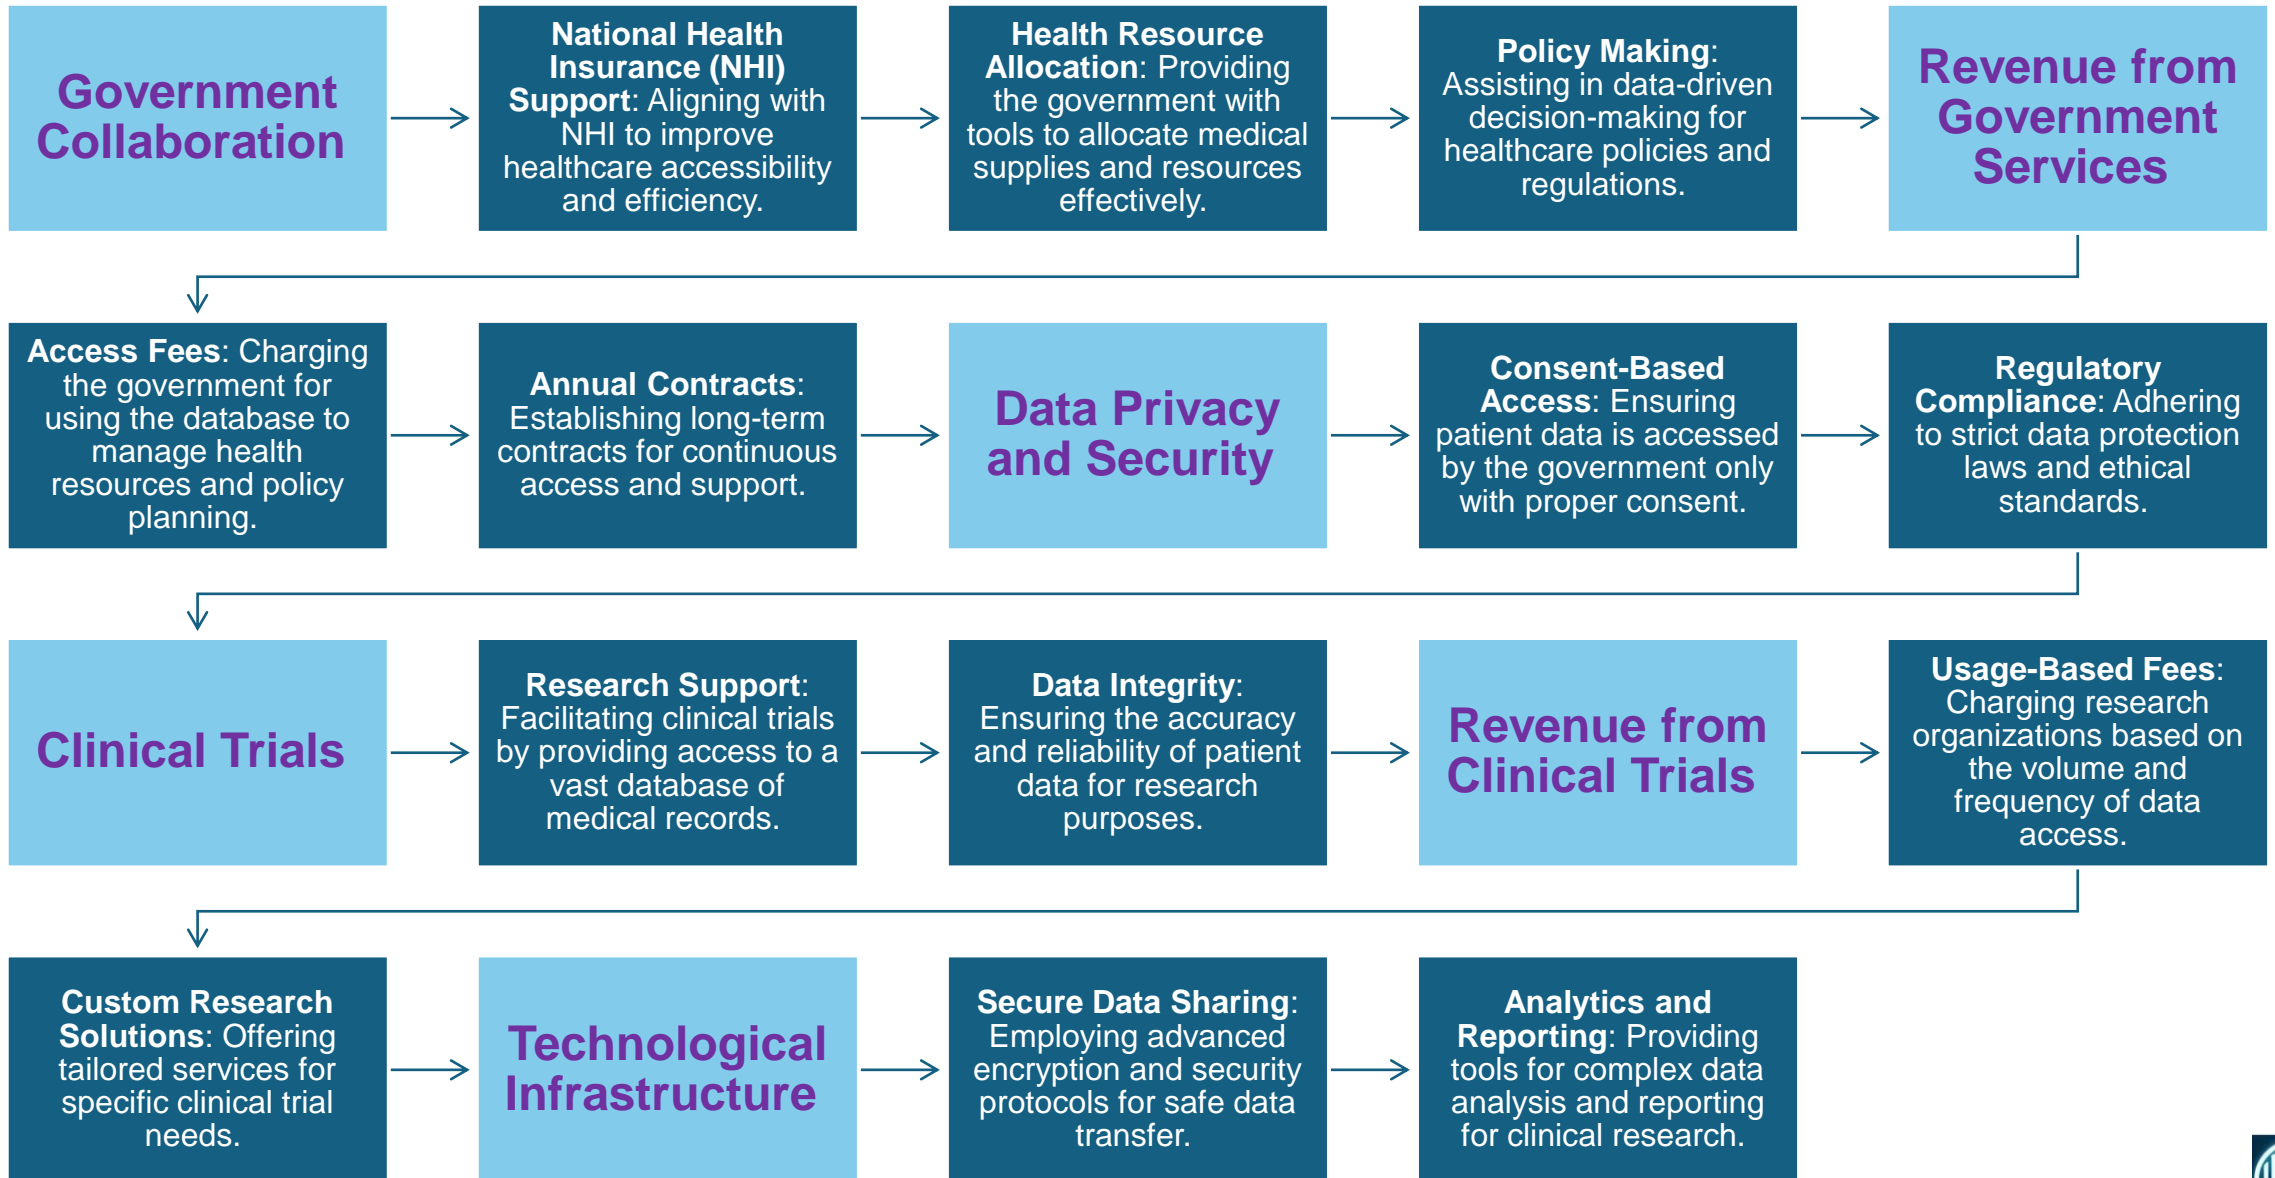 Government
Collaboration
National Health
Insurance (NHI)
Support: Aligning with
NHI to improve
healthcare accessibility
and efficiency.
Health Resource
Allocation: Providing
the government with
tools to allocate medical
supplies and resources
effectively.
Policy Making:
Assisting in data-driven
decision-making for
healthcare policies and
regulations.
Revenue from
Government
Services
Access Fees: Charging
the government for
using the database to
manage health
resources and policy
planning.
Annual Contracts:
Establishing long-term
contracts for continuous
access and support.
Data Privacy
and Security
Consent-Based
Access: Ensuring
patient data is accessed
by the government only
with proper consent.
Regulatory
Compliance: Adhering
to strict data protection
laws and ethical
standards.
Clinical Trials
Research Support:
Facilitating clinical trials
by providing access to a
vast database of
medical records.
Data Integrity:
Ensuring the accuracy
and reliability of patient
data for research
purposes.
Revenue from
Clinical Trials
Usage-Based Fees:
Charging research
organizations based on
the volume and
frequency of data
access.
Custom Research
Solutions: Offering
tailored services for
specific clinical trial
needs.
Technological
Infrastructure
Secure Data Sharing:
Employing advanced
encryption and security
protocols for safe data
transfer.
Analytics and
Reporting: Providing
tools for complex data
analysis and reporting
for clinical research.